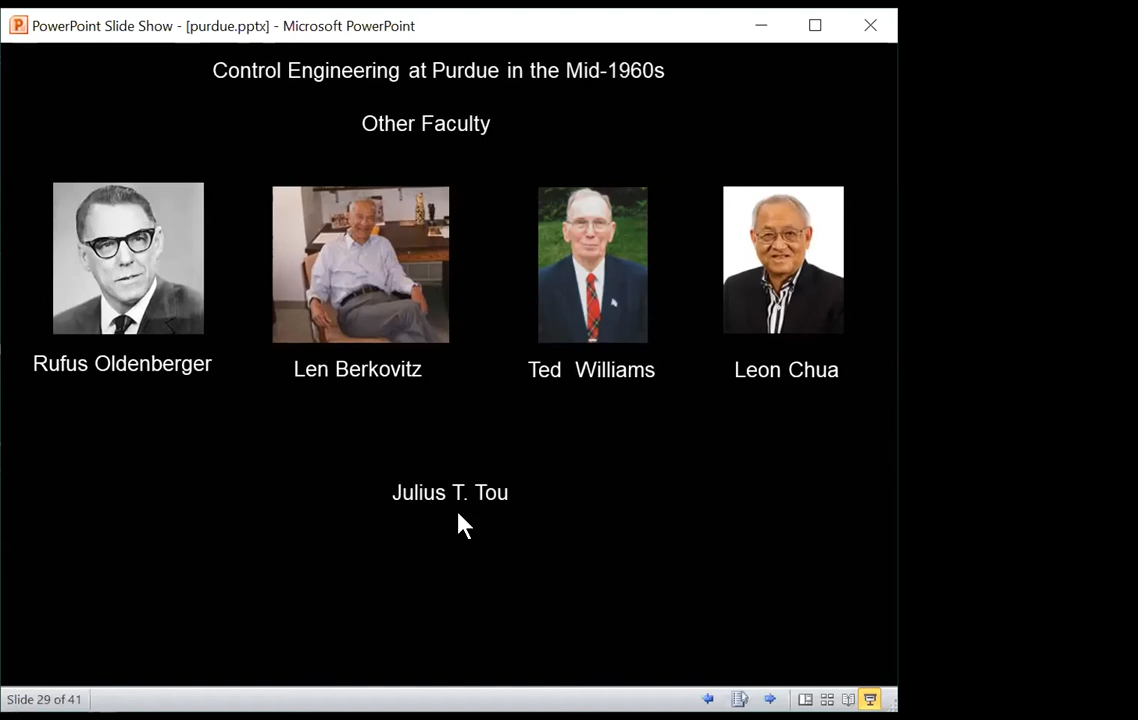 PowerPoint Slide Show - [purdue.pptx] - Microsoft PowerPoint
Control Engineering at Purdue in the Mid-1960s
Other Faculty
Rufus Oldenberger
Len Berkovitz
Ted Williams
Leon Chua
Julius T. Tou
Slide 29 of 41